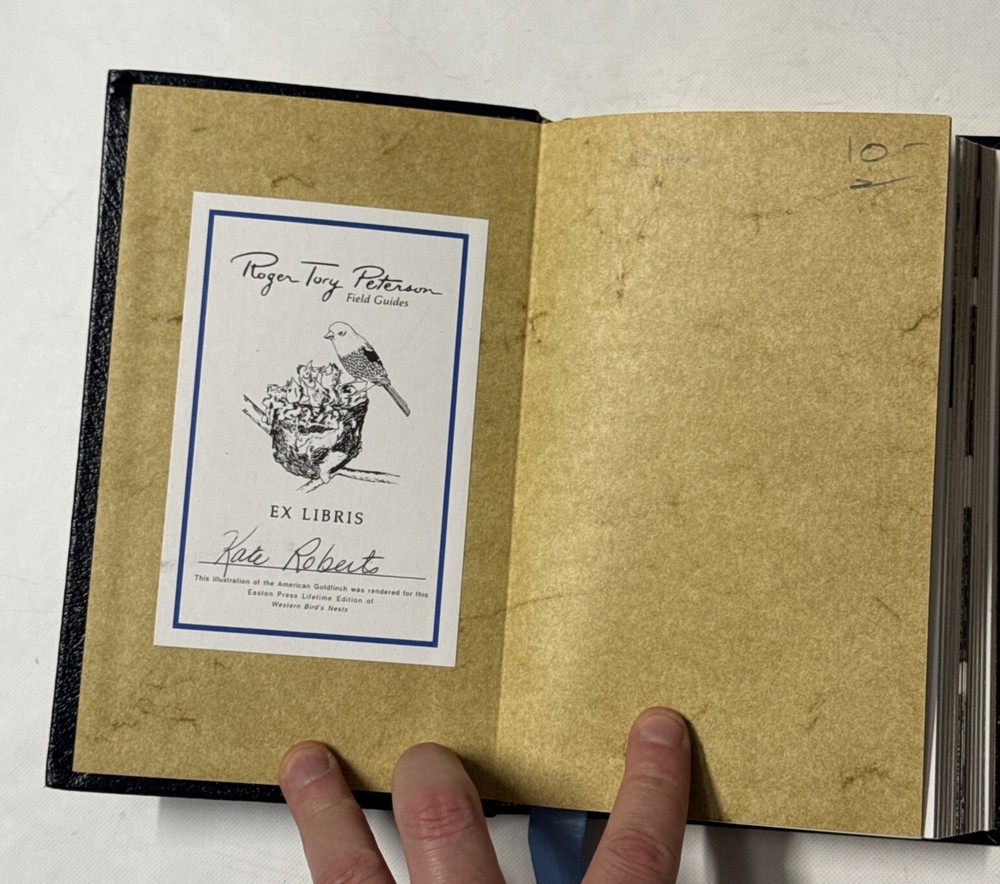 Roger Tory Peterson
Field Guides
EX LIBRIS
Kate Roberts
This illustration of the American Goldfinch was rendered for this
Easton Press Lifetime Edition of
Western Bird's Nests
10 –